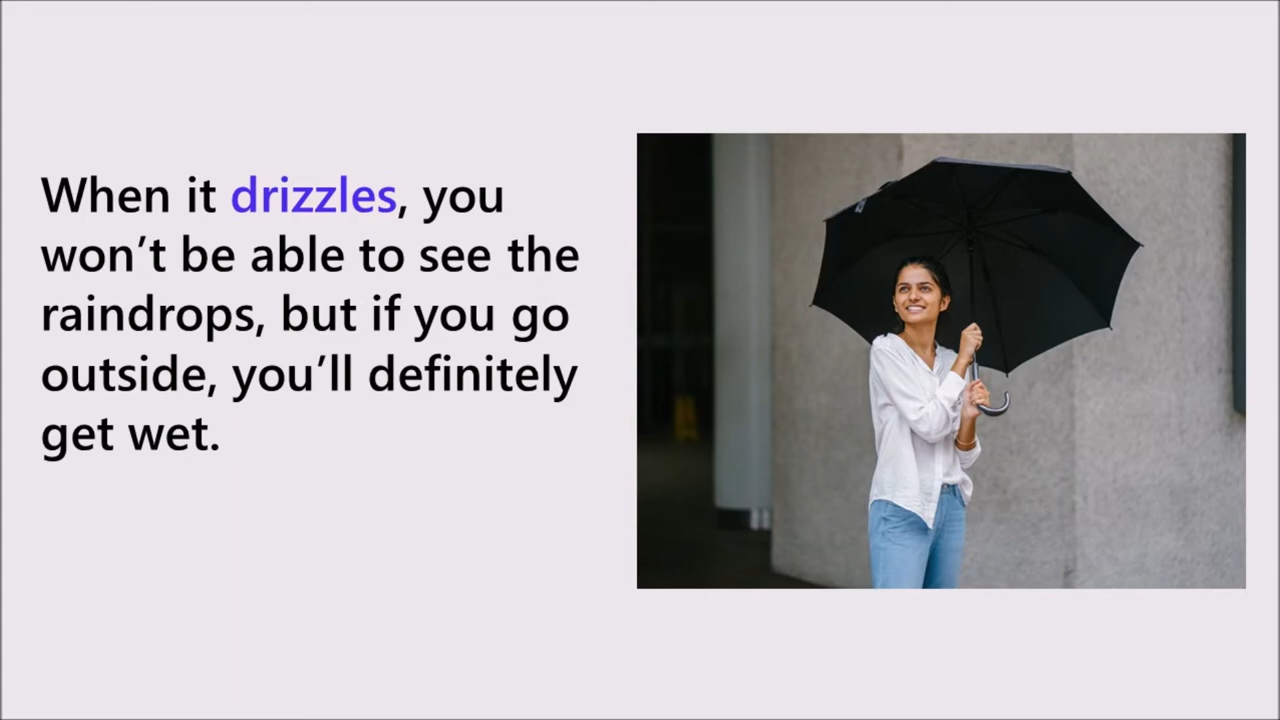 When it drizzles, you
won’t be able to see the
raindrops, but if you go
outside, you’ll definitely
get wet.